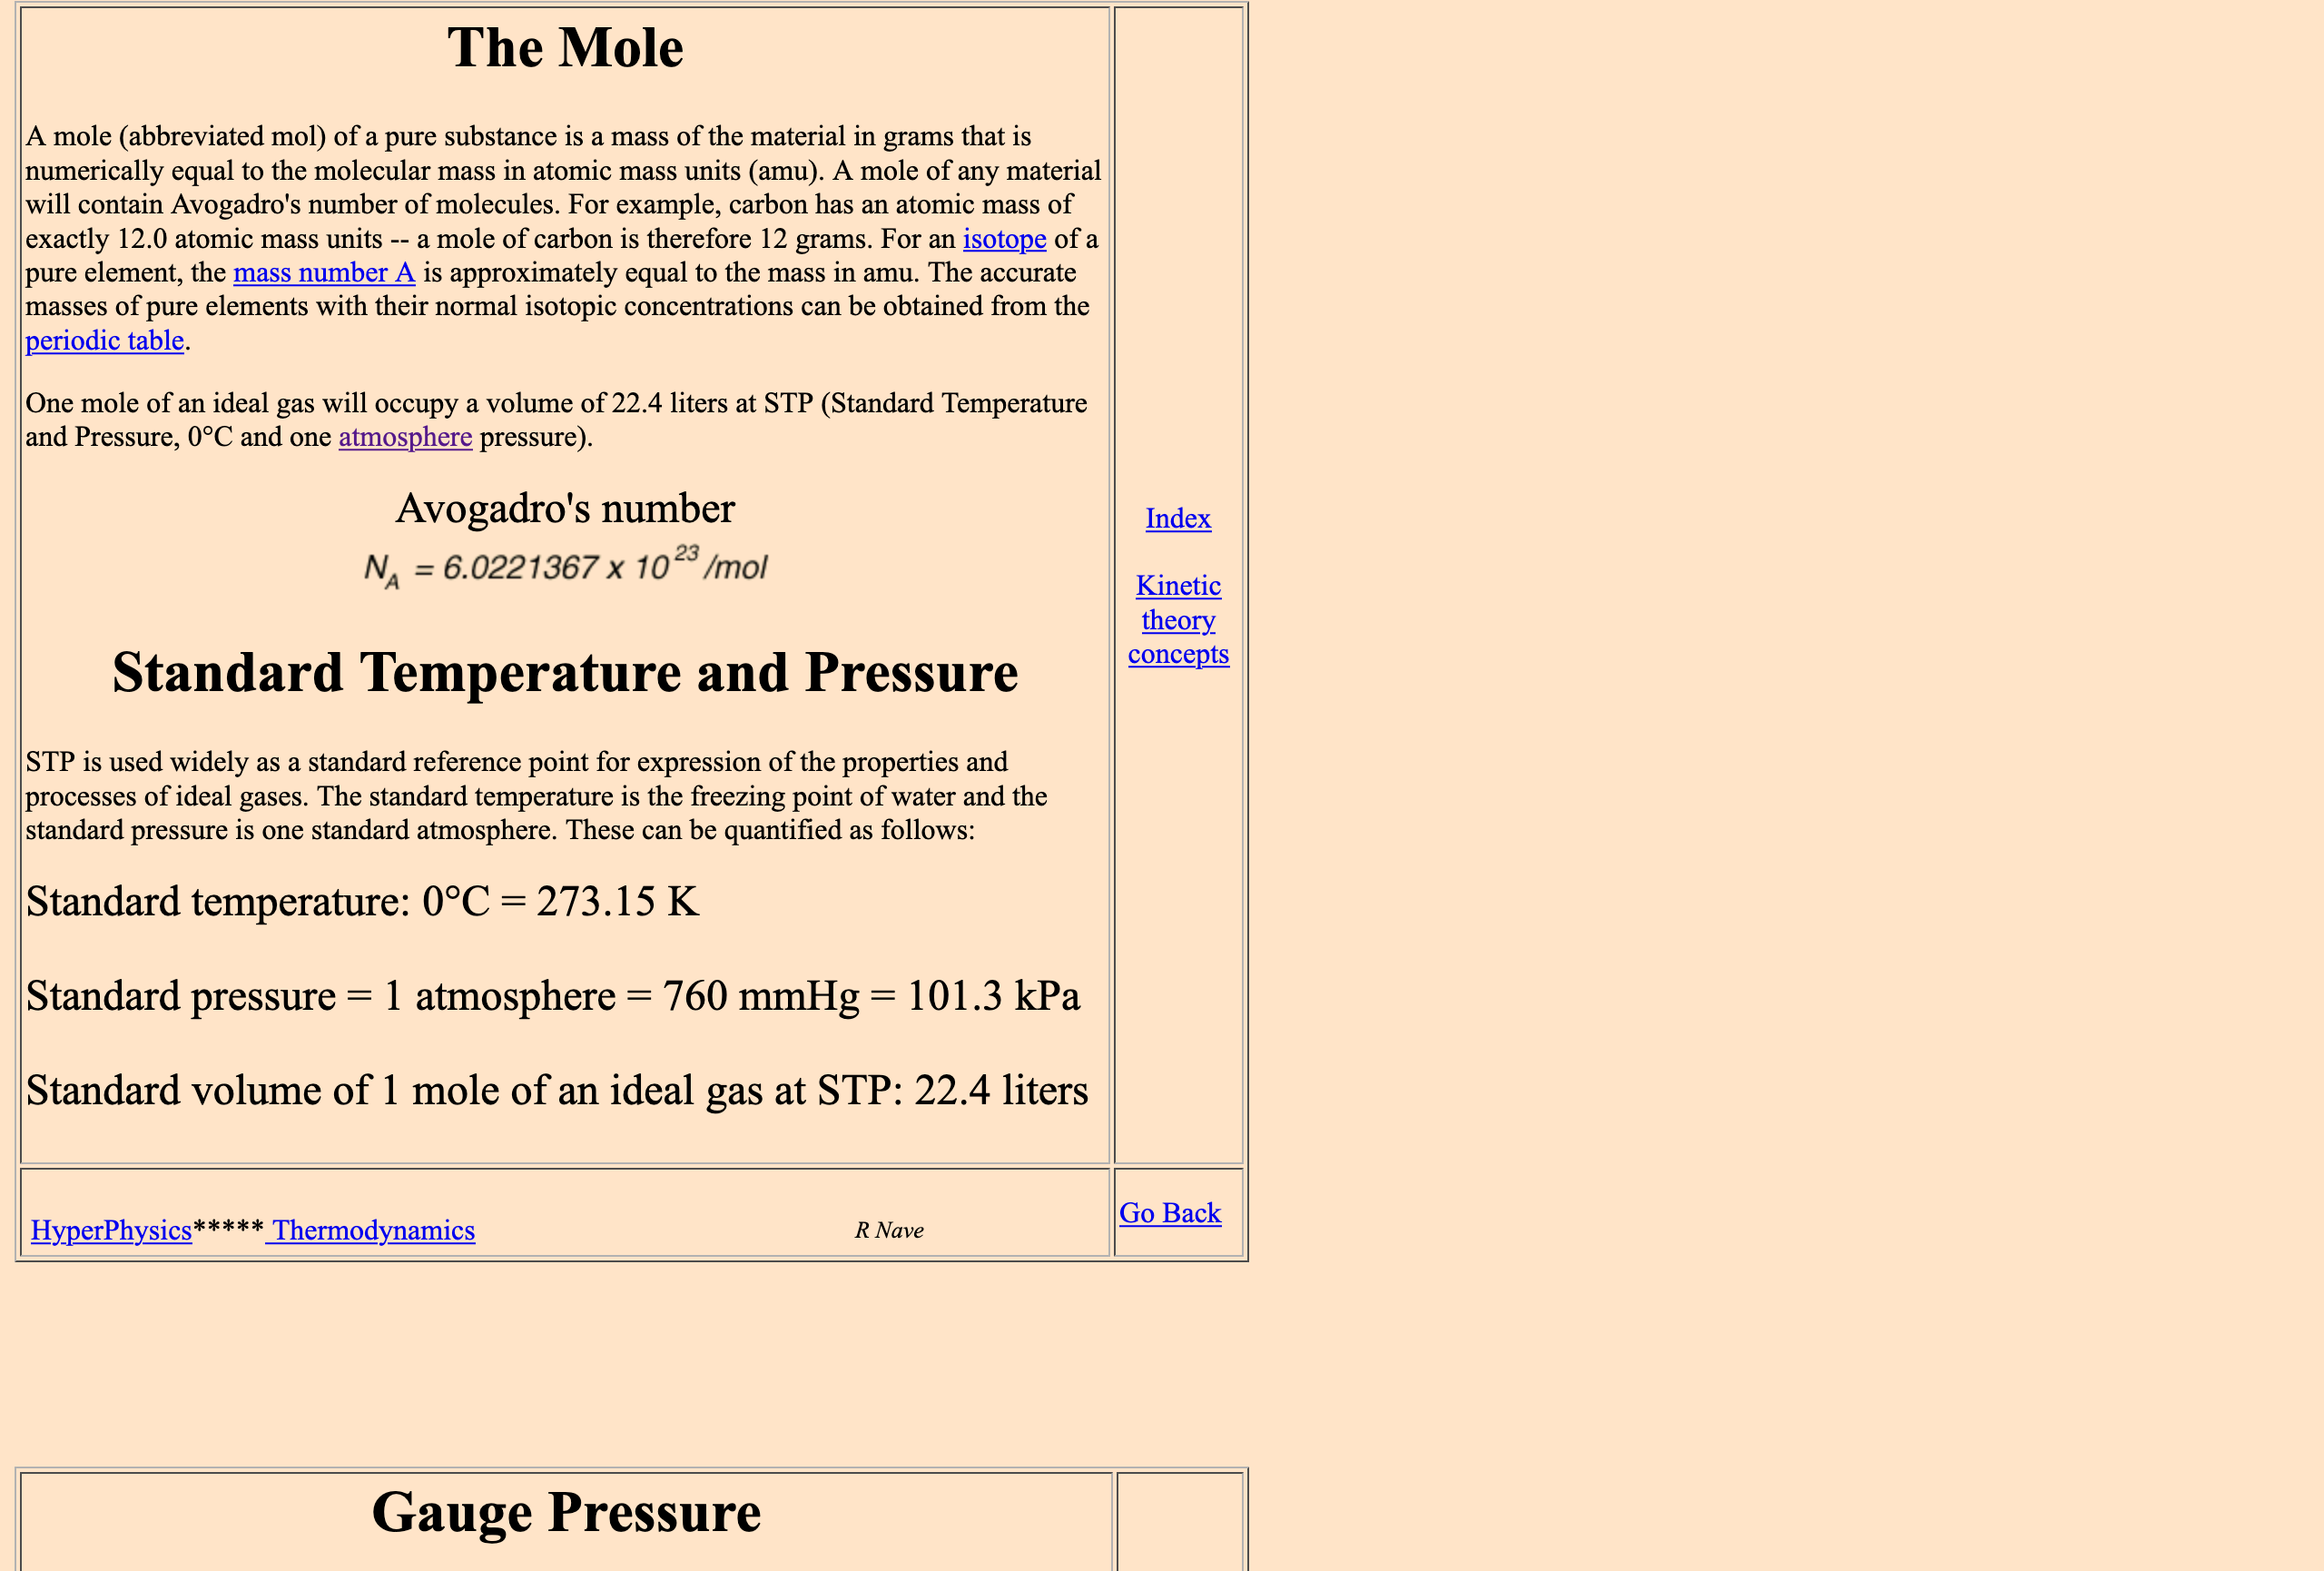 The Mole
A mole (abbreviated mol) of a pure substance is a mass of the material in grams that is
numerically equal to the molecular mass in atomic mass units (amu). A mole of any material
will contain Avogadro's number of molecules. For example, carbon has an atomic mass of
exactly 12.0 atomic mass units -- a mole of carbon is therefore 12 grams. For an isotope of a
pure element, the mass number A is approximately equal to the mass in amu. The accurate
masses of pure elements with their normal isotopic concentrations can be obtained from the
periodic table.
One mole of an ideal gas will occupy a volume of 22.4 liters at STP (Standard Temperature
and Pressure, 0°C and one atmosphere pressure).
Avogadro's number
N_A = 6.0221367 x 10^23 /mol
Standard Temperature and Pressure
STP is used widely as a standard reference point for expression of the properties and
processes of ideal gases. The standard temperature is the freezing point of water and the
standard pressure is one standard atmosphere. These can be quantified as follows:
Standard temperature: 0°C = 273.15 K
Standard pressure = 1 atmosphere = 760 mmHg = 101.3 kPa
Standard volume of 1 mole of an ideal gas at STP: 22.4 liters
Index
Kinetic
theory
concepts
HyperPhysics***** Thermodynamics
R Nave
Go Back
Gauge Pressure